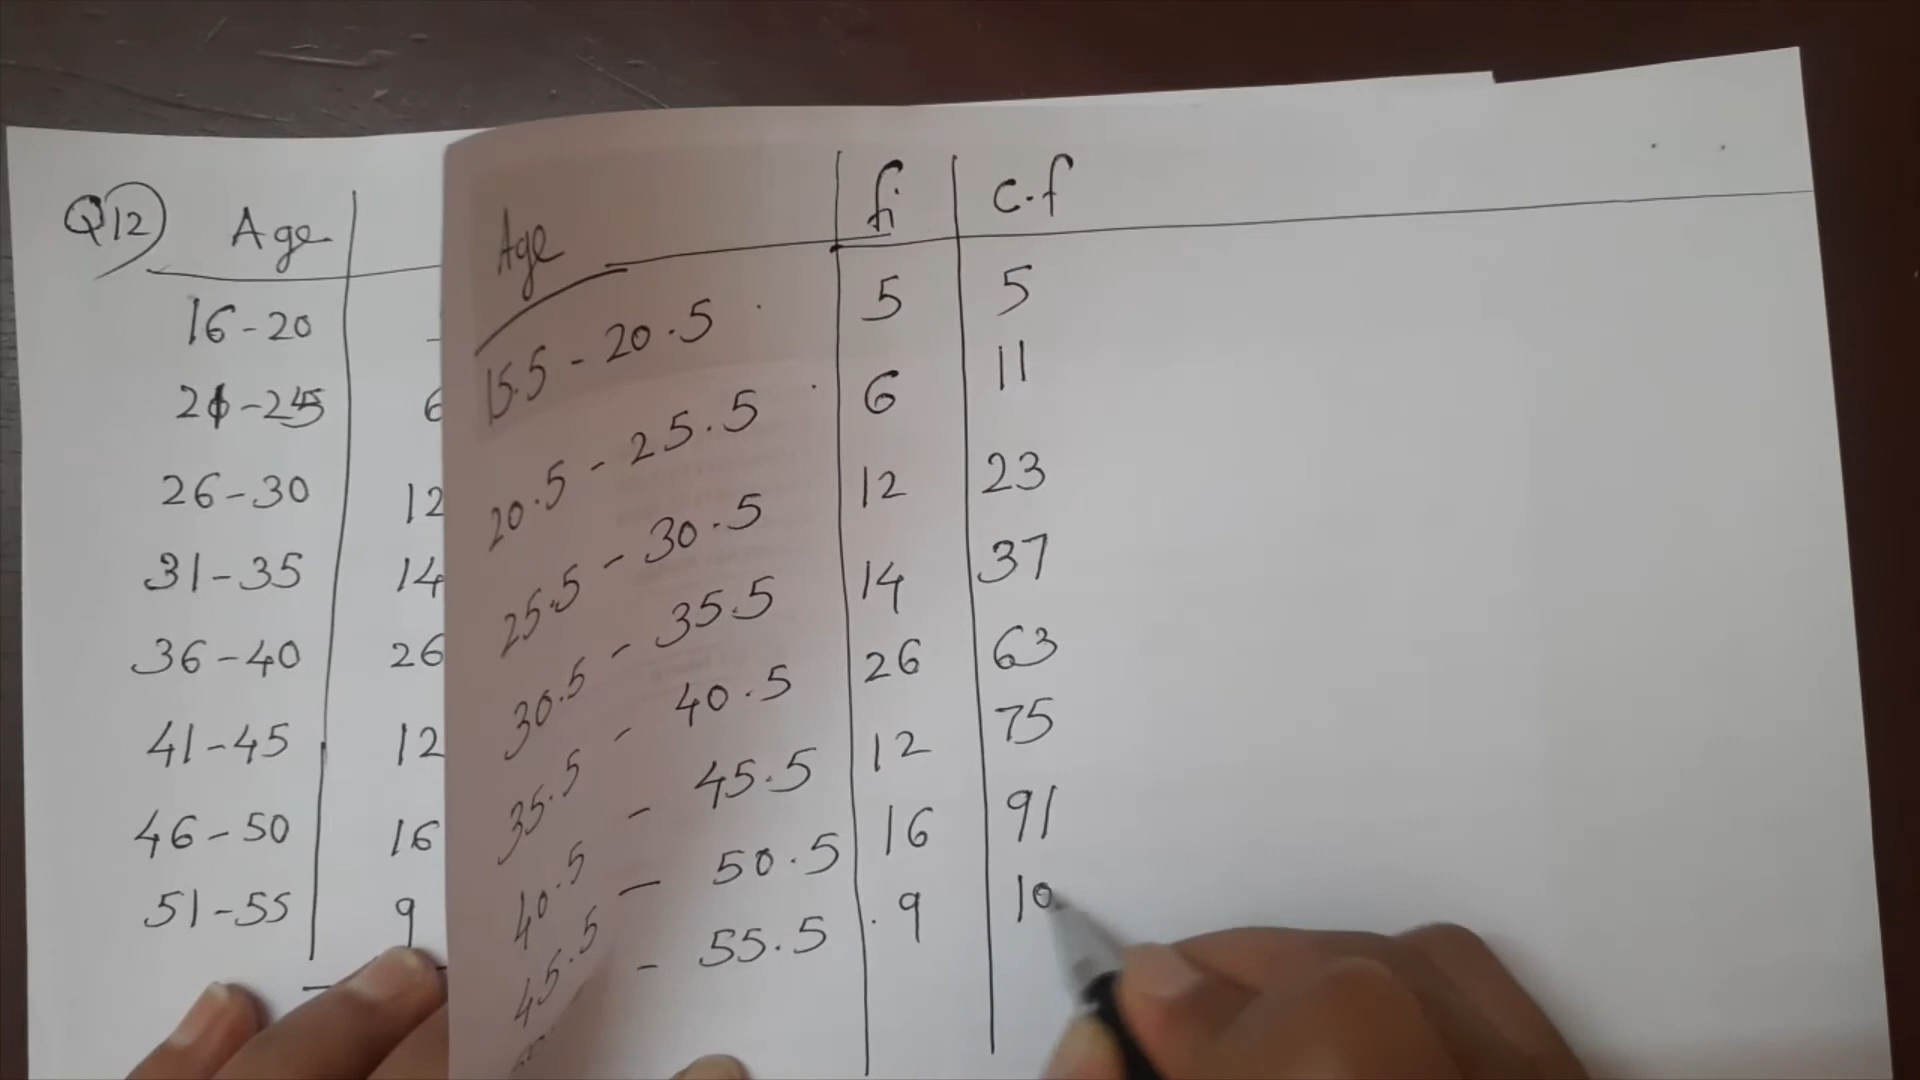 Q12 Age
16-20
21-25 6
26-30 12
31-35 14
36-40 26
41-45 12
46-50 16
51-55 9
Age fi c.f
15.5 - 20.5 5 5
20.5 - 25.5 6 11
25.5 - 30.5 12 23
30.5 - 35.5 14 37
35.5 - 40.5 26 63
40.5 - 45.5 12 75
45.5 - 50.5 16 91
- 55.5 9 10